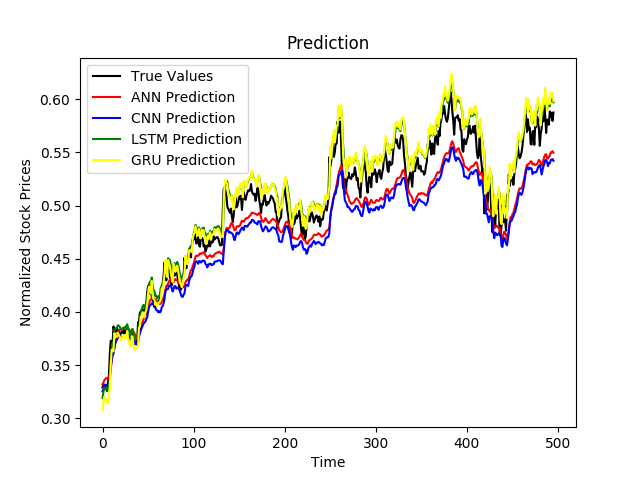 Prediction
True Values
ANN Prediction
CNN Prediction
LSTM Prediction
GRU Prediction
Normalized Stock Prices
0.60
0.55
0.50
0.45
0.40
0.35
0.30
0
100
200
300
400
500
Time